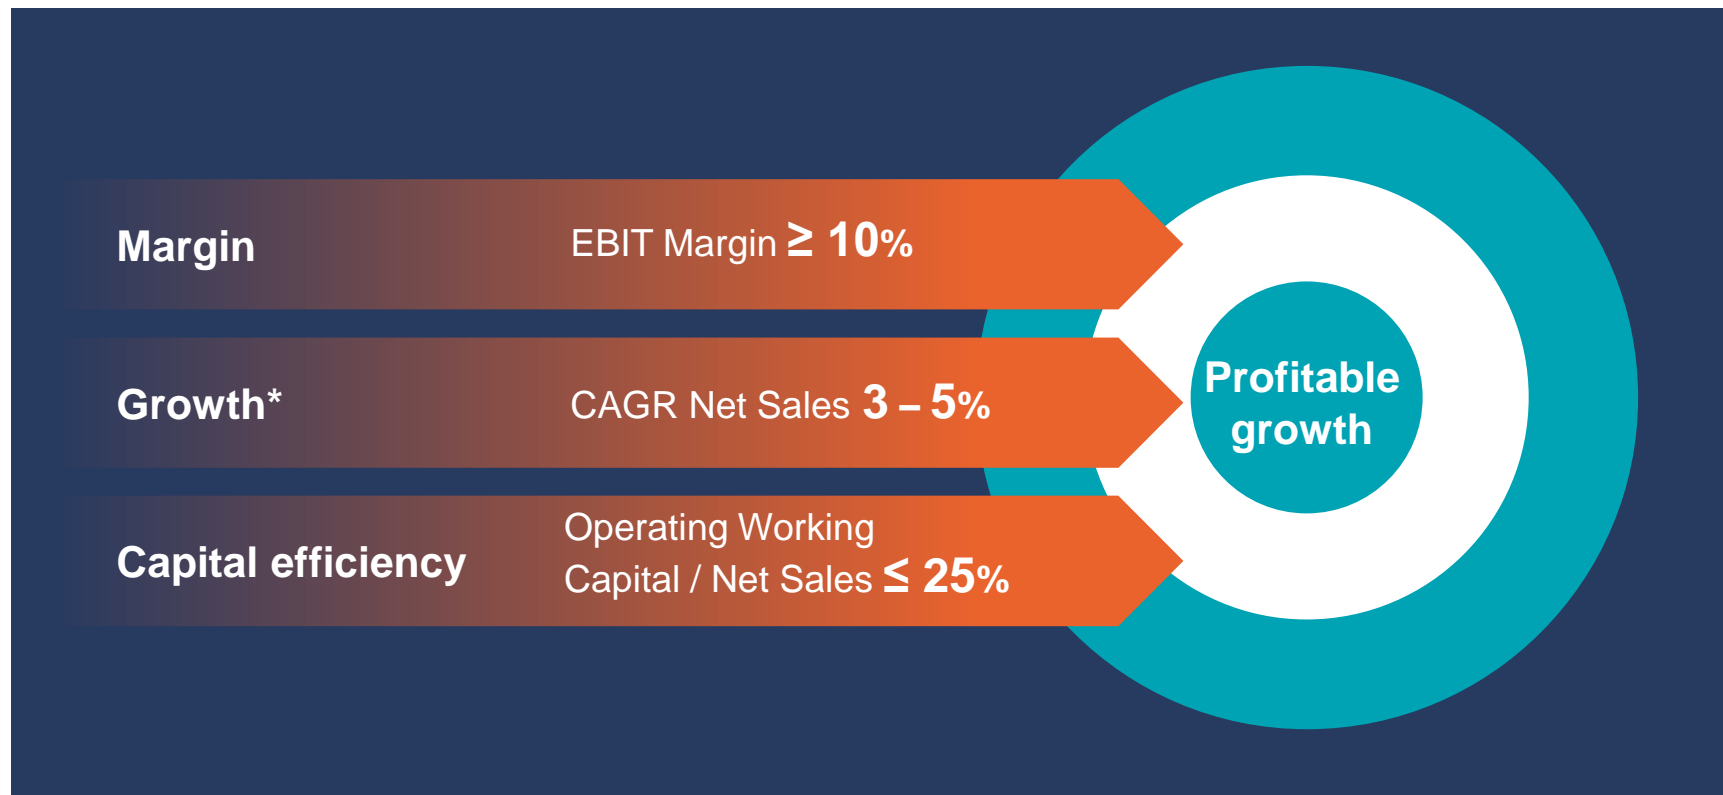 Margin
EBIT Margin ≥ 10%
Growth*
CAGR Net Sales 3 – 5%
Capital efficiency
Operating Working
Capital / Net Sales ≤ 25%
Profitable
growth